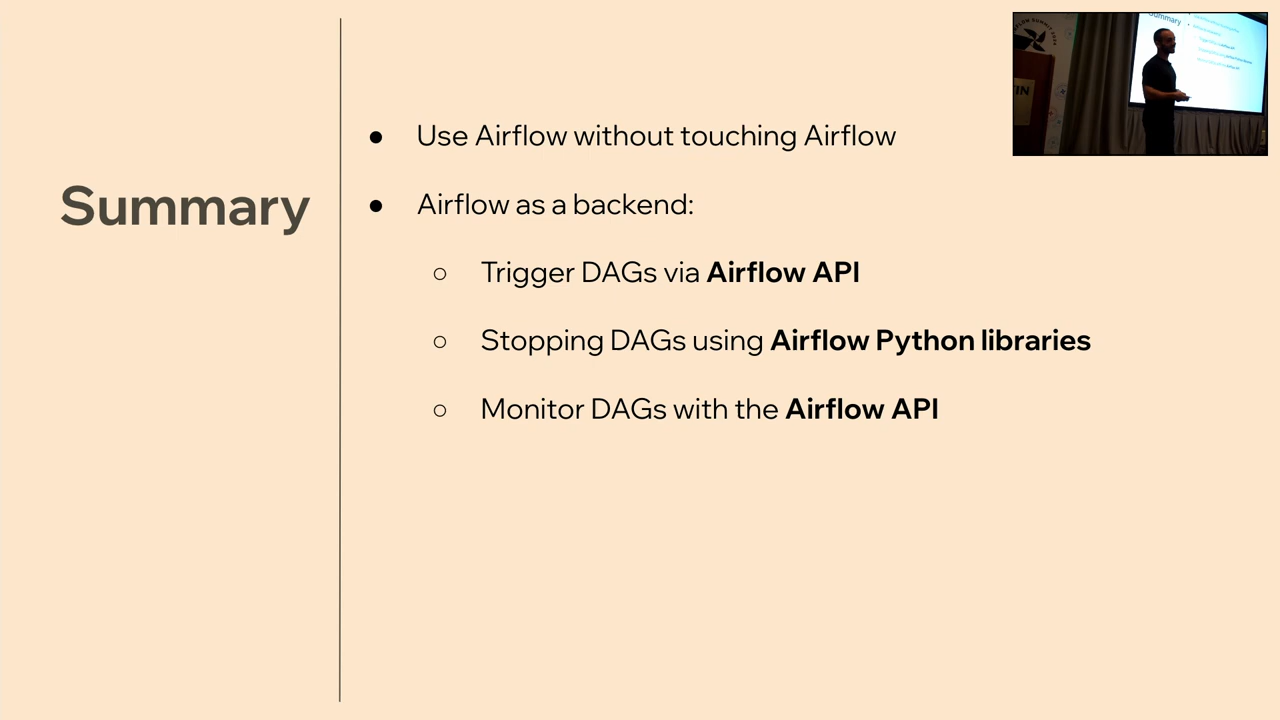 Summary
● Use Airflow without touching Airflow
● Airflow as a backend:
○ Trigger DAGs via Airflow API
○ Stopping DAGs using Airflow Python libraries
○ Monitor DAGs with the Airflow API
Summary